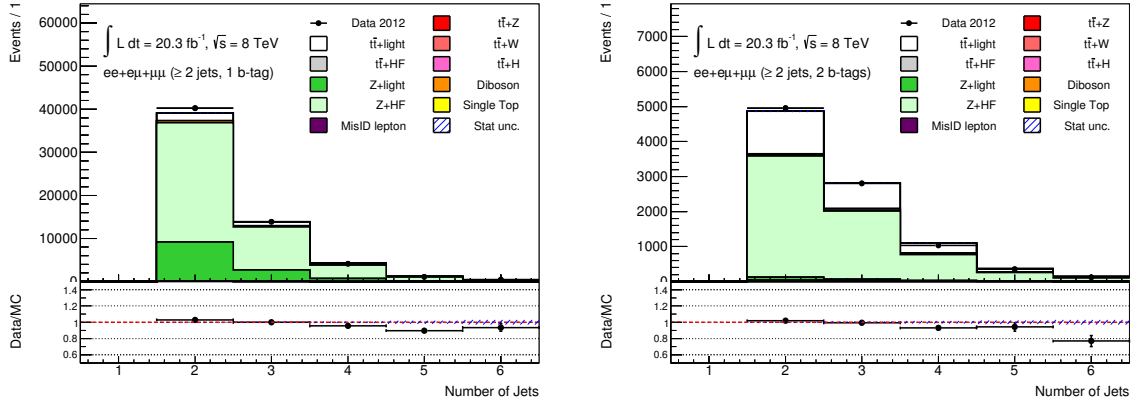 Events / 1
60000
50000
40000
30000
20000
10000
0
∫ L dt = 20.3 fb⁻¹, √s = 8 TeV
ee+eμ+μμ (≥ 2 jets, 1 b-tag)
Data 2012
tt̄+light
tt̄+HF
Z+light
Z+HF
MisID lepton
tt̄+Z
tt̄+W
tt̄+H
Diboson
Single Top
Stat unc.
Data/MC
1.4
1.2
1
0.8
0.6
1 2 3 4 5 6
Number of Jets
Events / 1
7000
6000
5000
4000
3000
2000
1000
0
∫ L dt = 20.3 fb⁻¹, √s = 8 TeV
ee+eμ+μμ (≥ 2 jets, 2 b-tags)
Data 2012
tt̄+light
tt̄+HF
Z+light
Z+HF
MisID lepton
tt̄+Z
tt̄+W
tt̄+H
Diboson
Single Top
Stat unc.
Data/MC
1.4
1.2
1
0.8
0.6
1 2 3 4 5 6
Number of Jets